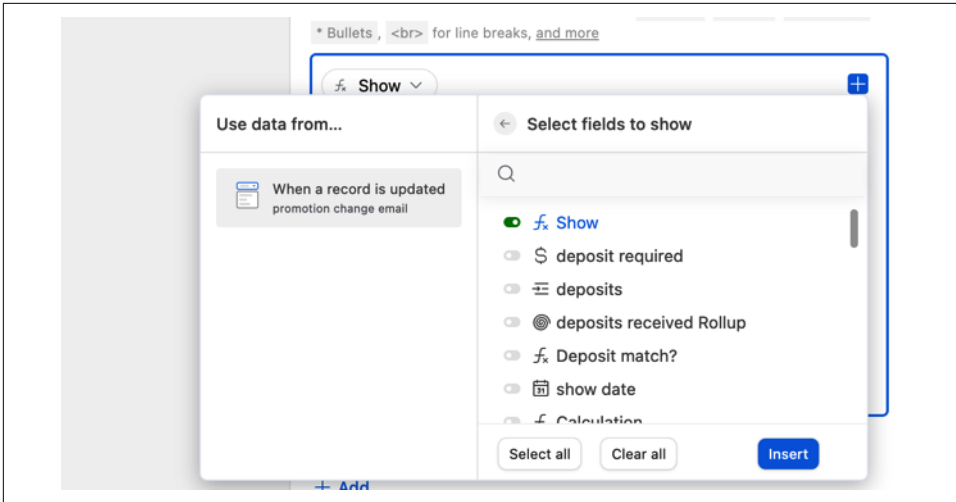 * Bullets , <br> for line breaks, and more
Show
Use data from...
Select fields to show
When a record is updated
promotion change email
Show
deposit required
deposits
deposits received Rollup
Deposit match?
31 show date
Calculation
Select all Clear all Insert
+ Add